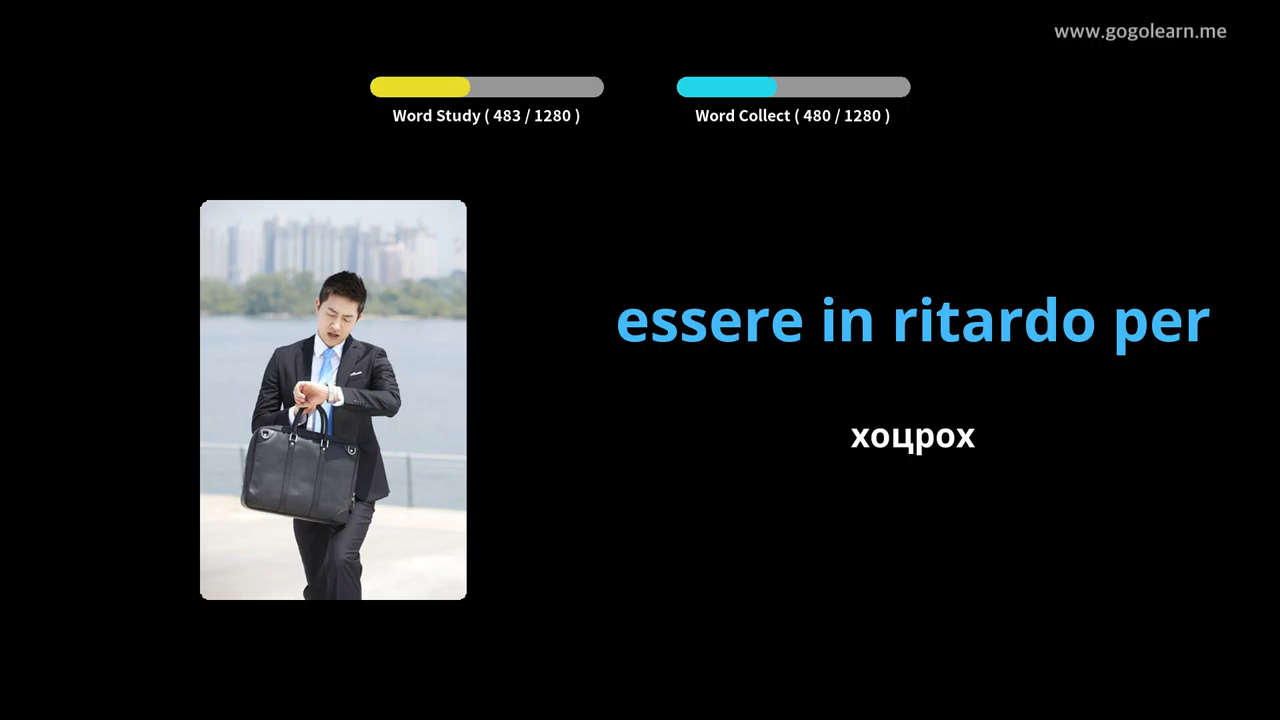 www.gogolearn.me
Word Study ( 483 / 1280 )
Word Collect ( 480 / 1280 )
essere in ritardo per
хоцрох